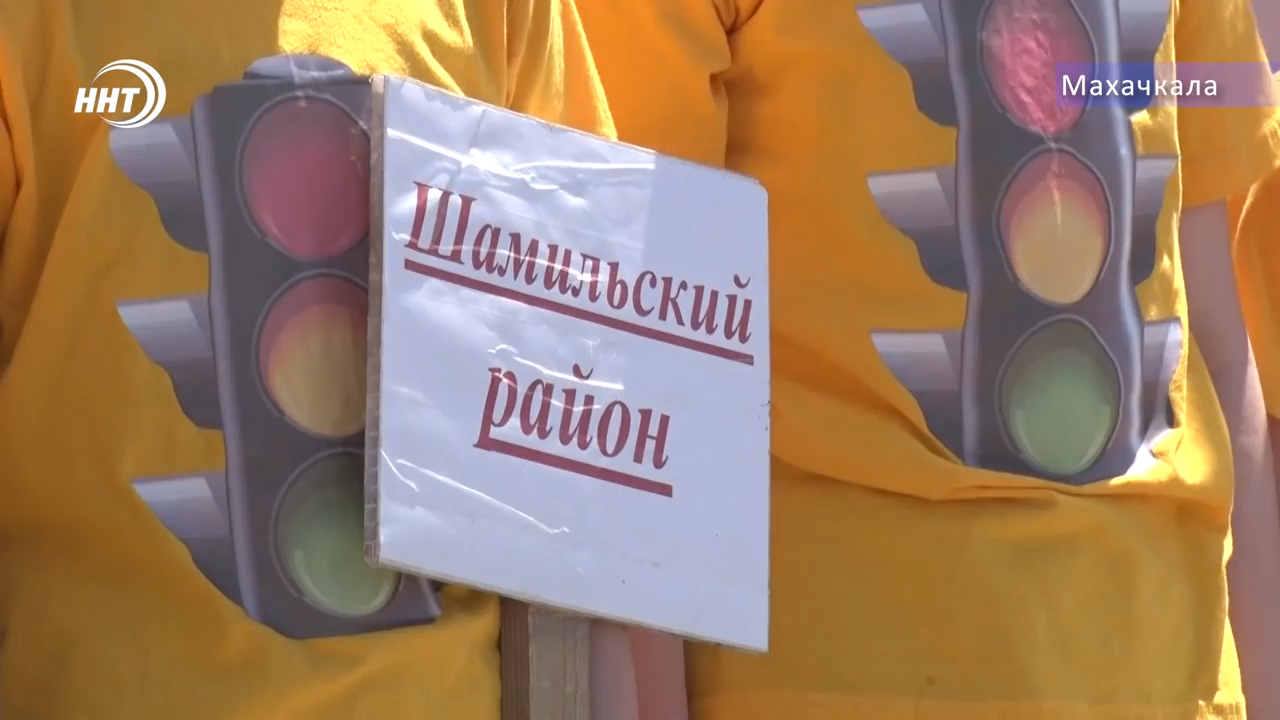 ННТ
Махачкала
Шамильский
район